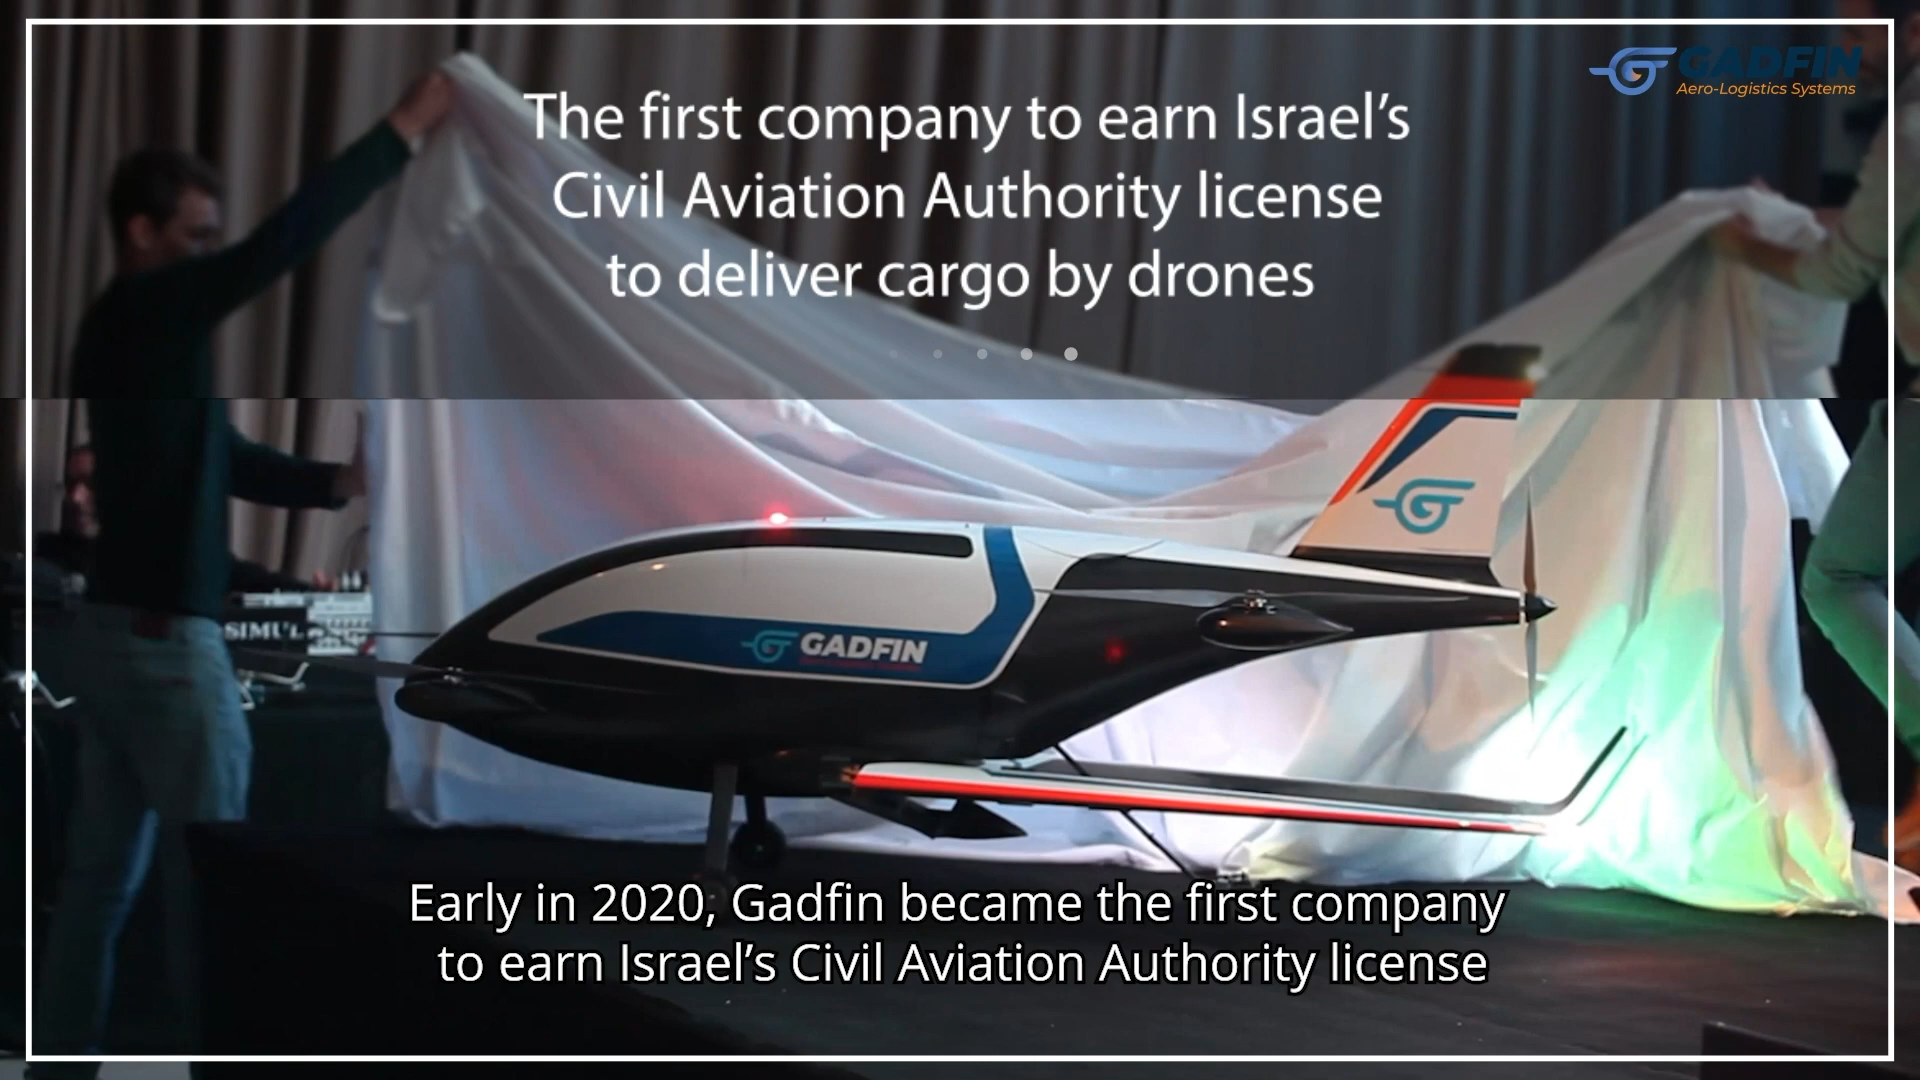 GADFIN
Aero-Logistics Systems
The first company to earn Israel’s
Civil Aviation Authority license
to deliver cargo by drones
SIMUL
GADFIN
Early in 2020, Gadfin became the first company
to earn Israel’s Civil Aviation Authority license